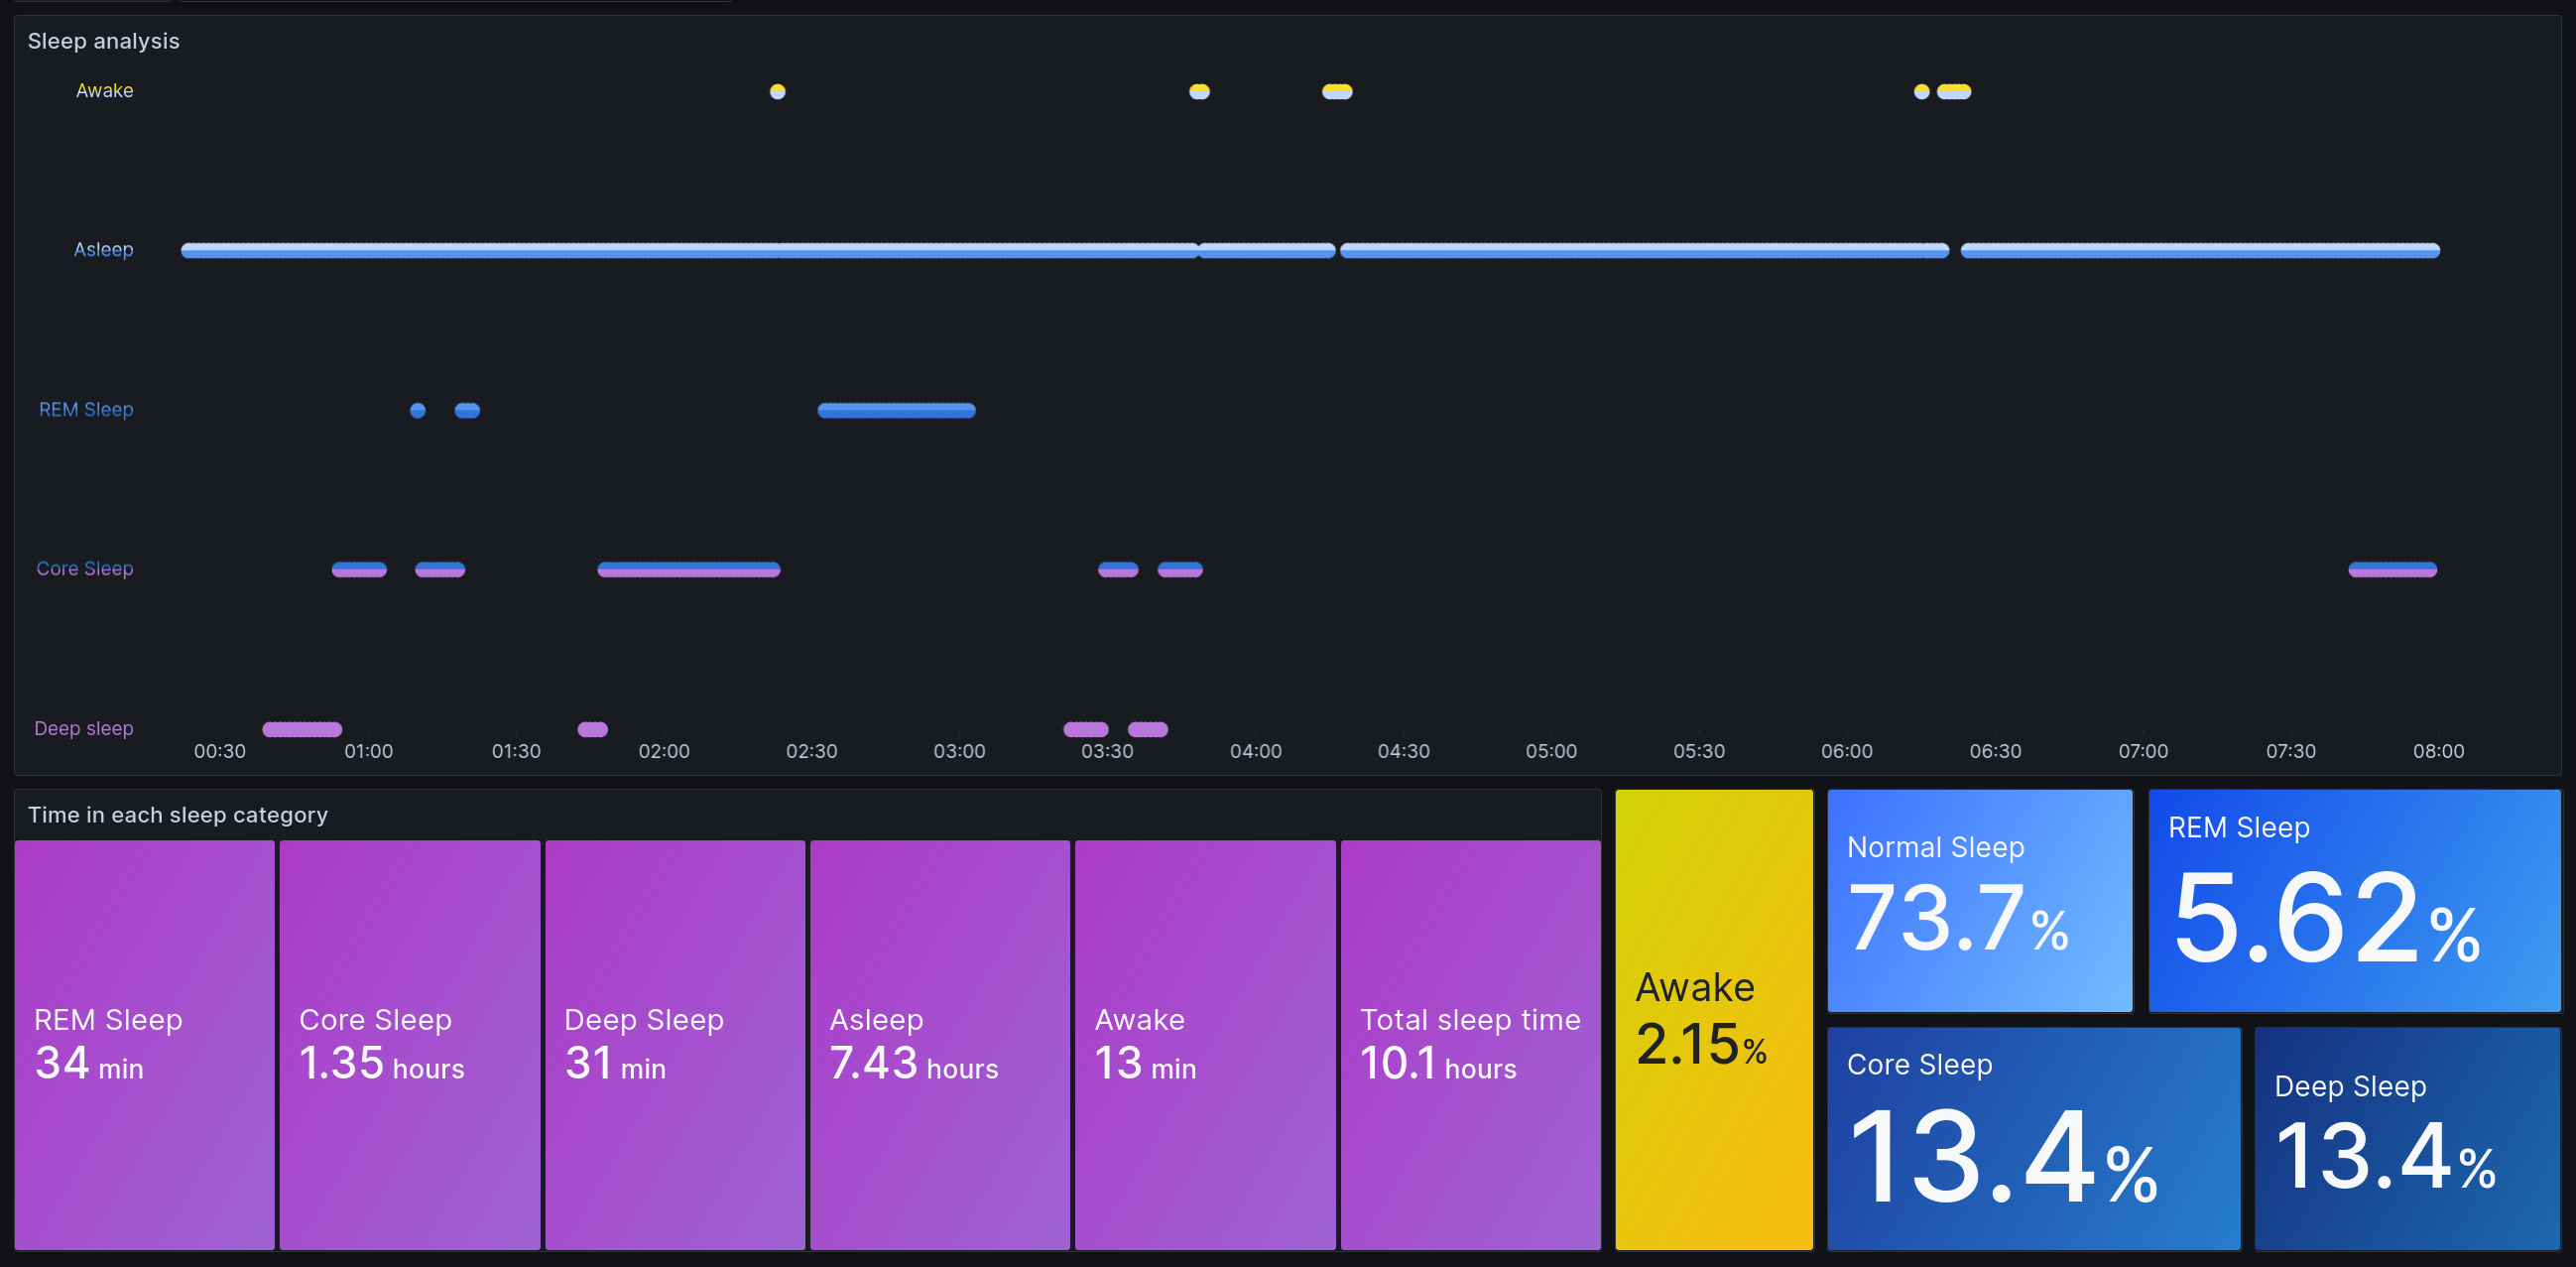 Sleep analysis
Awake
Asleep
REM Sleep
Core Sleep
Deep sleep
00:30 01:00 01:30 02:00 02:30 03:00 03:30 04:00 04:30 05:00 05:30 06:00 06:30 07:00 07:30 08:00
Time in each sleep category
REM Sleep
34 min
Core Sleep
1.35 hours
Deep Sleep
31 min
Asleep
7.43 hours
Awake
13 min
Total sleep time
10.1 hours
Awake
2.15%
Normal Sleep
73.7%
REM Sleep
5.62%
Core Sleep
13.4%
Deep Sleep
13.4%